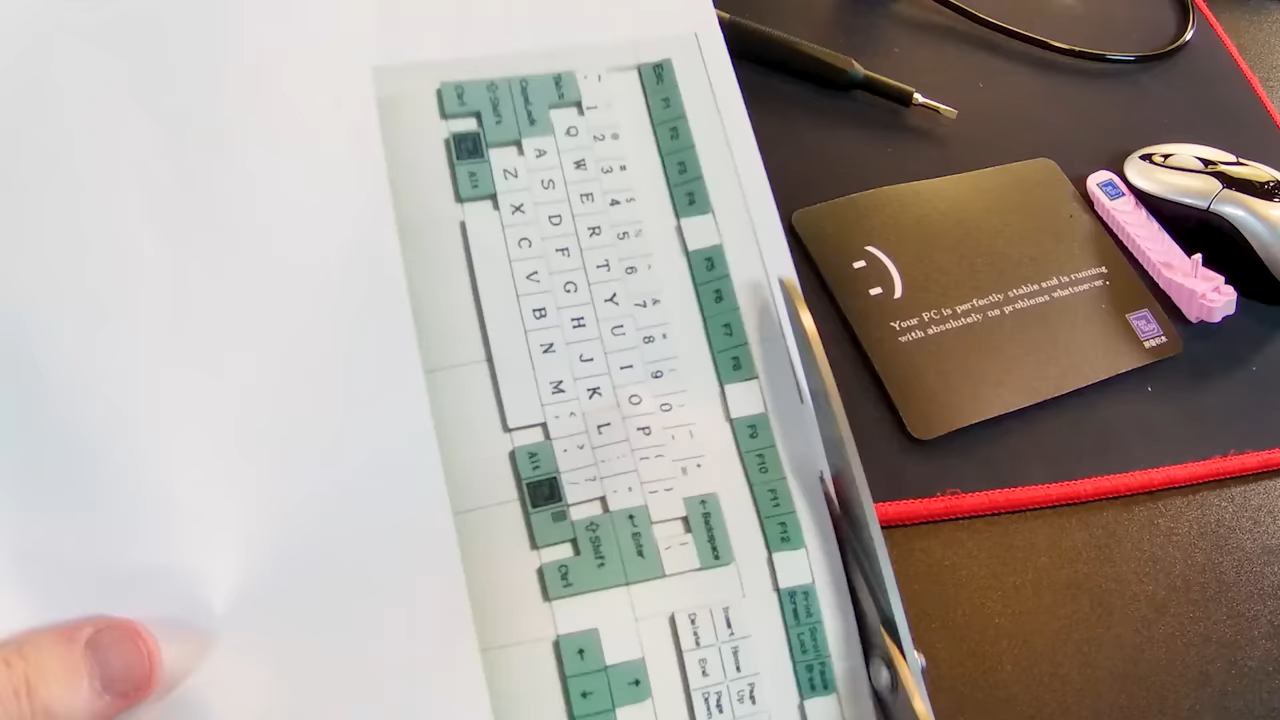 Esc F1 F2 F3 F4 F5 F6 F7 F8 F9 F10 F11 F12 Print Screen Scroll Lock Pause Break
1 2 3 4 5 6 7 8 9 0 ← Backspace
Q W E R T Y U I O P
CapsLock A S D F G H J K L ↵ Enter
⇧Shift Z X C V B N M ⇧Shift
Ctrl Alt Alt Ctrl
Insert Home Page Up
Delete End Page Down
↑
← ↓
:)
Your PC is perfectly stable and is running
with absolutely no problems whatsoever.